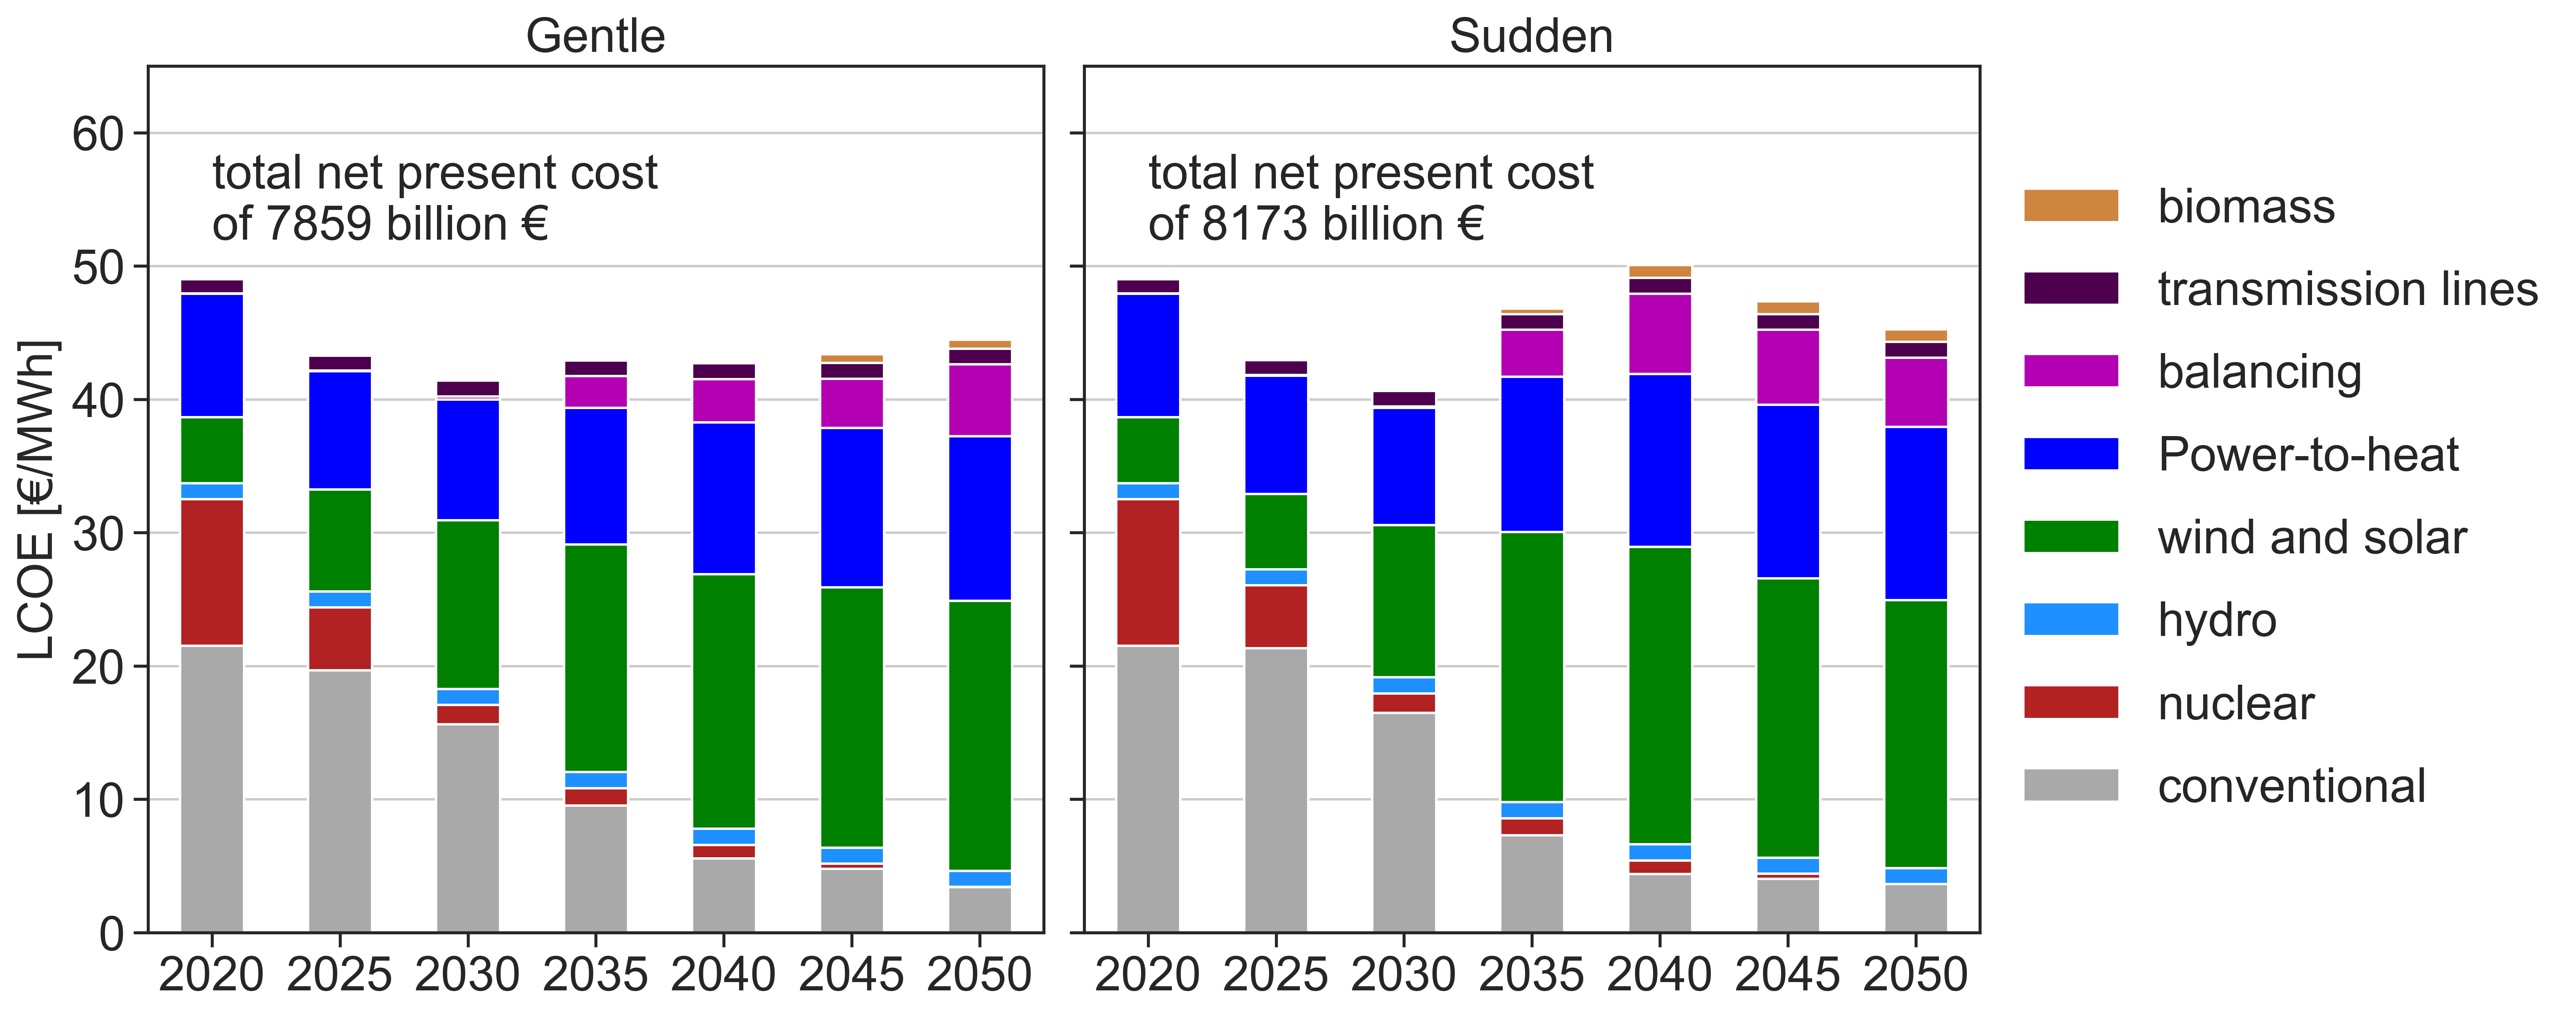 Gentle
Sudden
LCOE [€/MWh]
60
50
40
30
20
10
0
total net present cost
of 7859 billion €
total net present cost
of 8173 billion €
2020 2025 2030 2035 2040 2045 2050
2020 2025 2030 2035 2040 2045 2050
biomass
transmission lines
balancing
Power-to-heat
wind and solar
hydro
nuclear
conventional